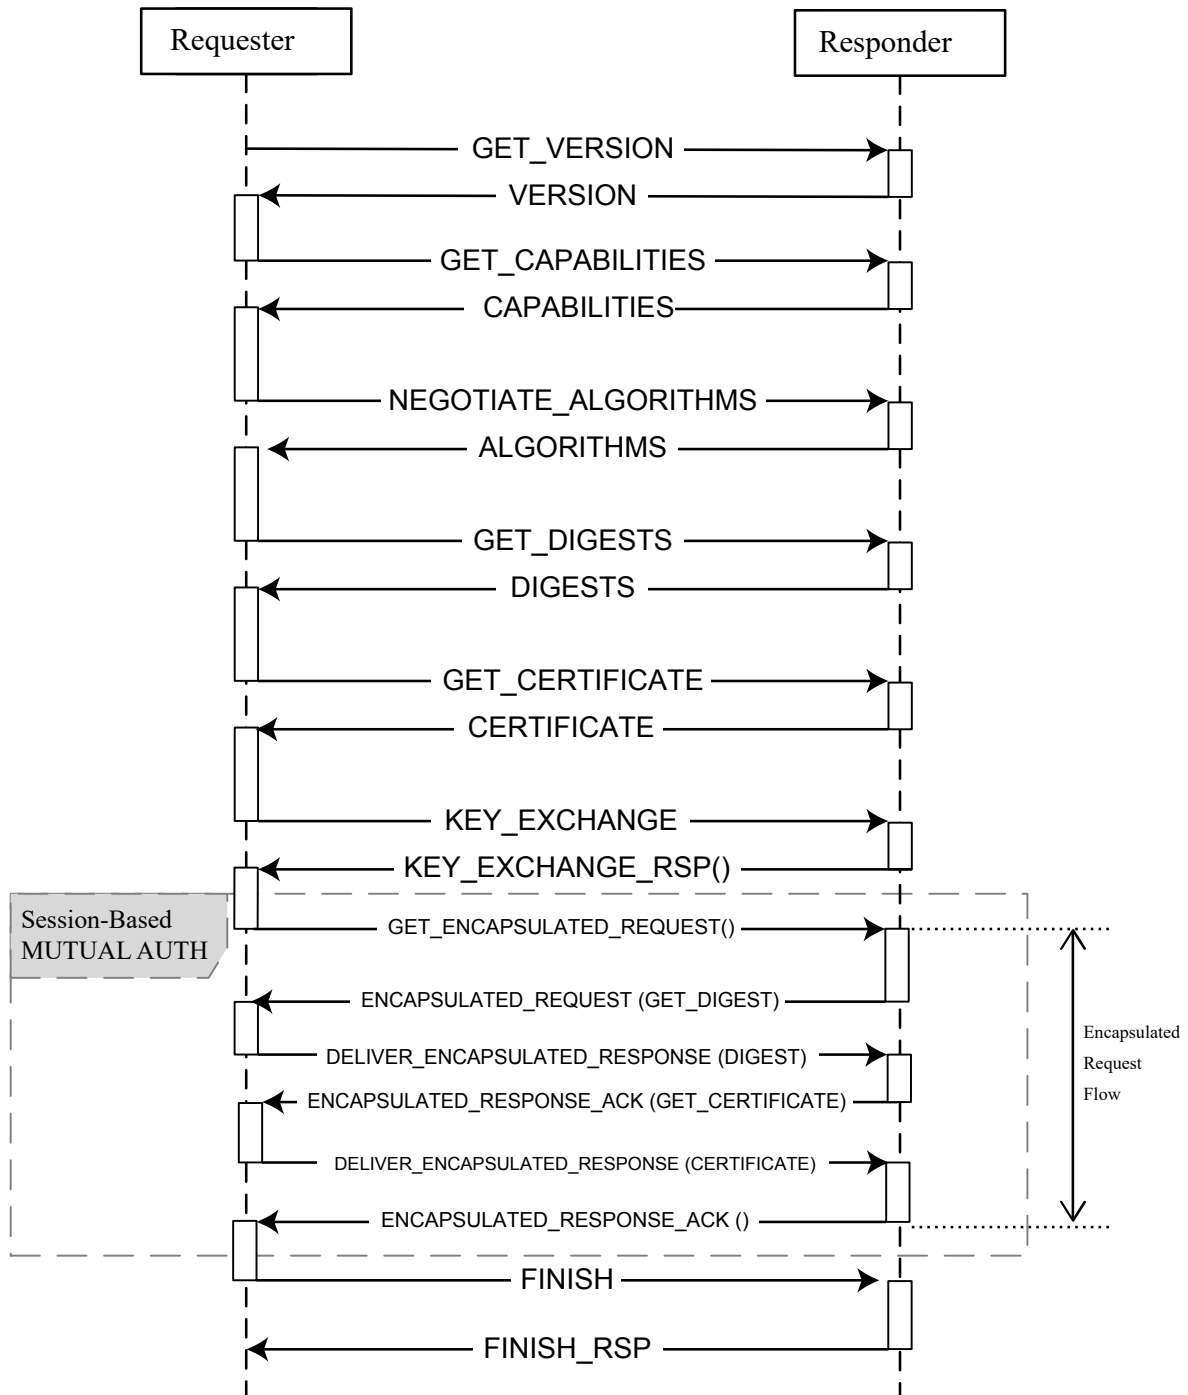 Requester
Responder
GET_VERSION
VERSION
GET_CAPABILITIES
CAPABILITIES
NEGOTIATE_ALGORITHMS
ALGORITHMS
GET_DIGESTS
DIGESTS
GET_CERTIFICATE
CERTIFICATE
KEY_EXCHANGE
KEY_EXCHANGE_RSP()
Session-Based
MUTUAL AUTH
GET_ENCAPSULATED_REQUEST()
ENCAPSULATED_REQUEST (GET_DIGEST)
DELIVER_ENCAPSULATED_RESPONSE (DIGEST)
ENCAPSULATED_RESPONSE_ACK (GET_CERTIFICATE)
DELIVER_ENCAPSULATED_RESPONSE (CERTIFICATE)
ENCAPSULATED_RESPONSE_ACK ()
Encapsulated
Request
Flow
FINISH
FINISH_RSP